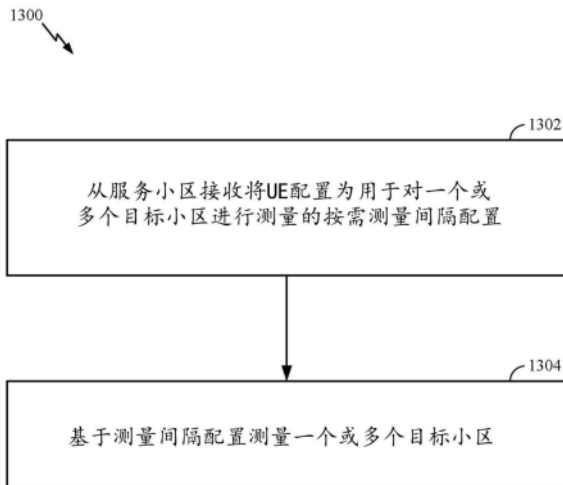 1300
1302
从服务小区接收将UE配置为用于对一个或
多个目标小区进行测量的按需测量间隔配置
1304
基于测量间隔配置测量一个或多个目标小区